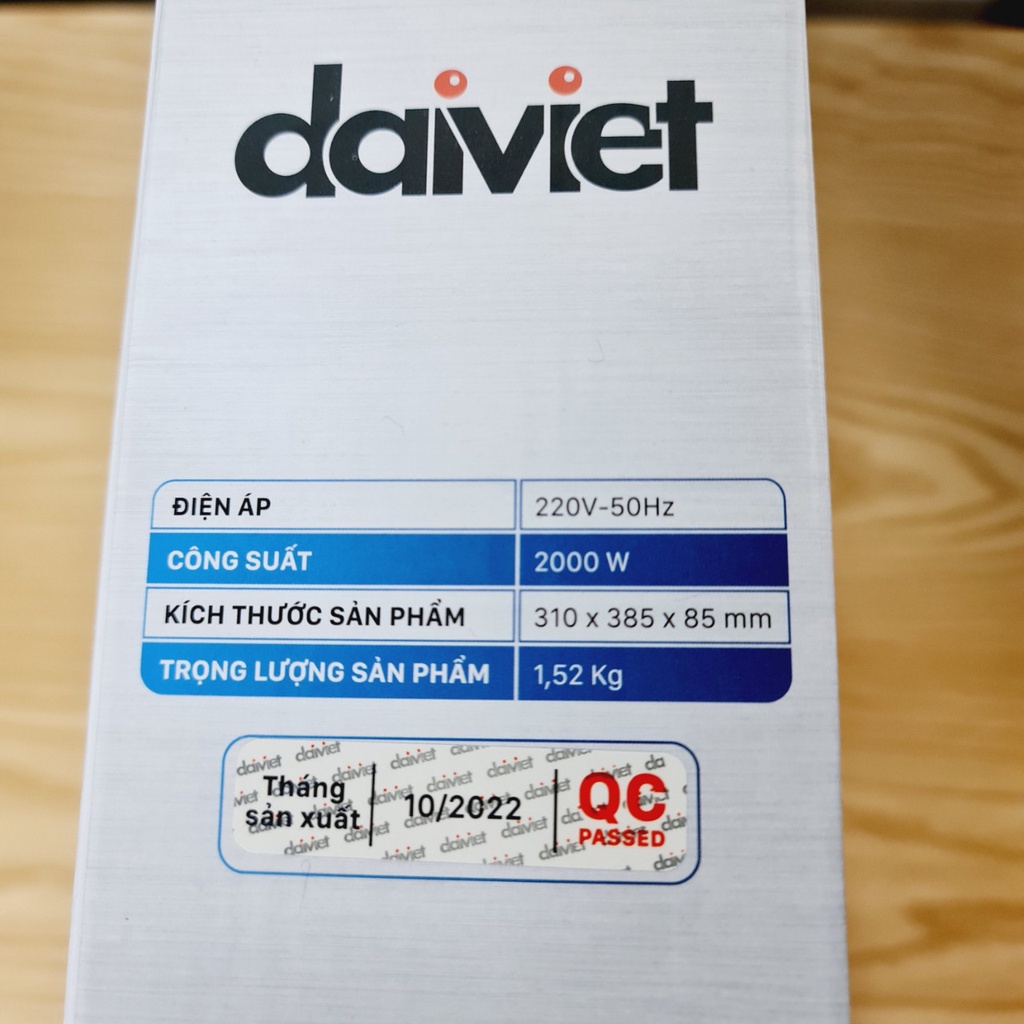 daiviet
ĐIỆN ÁP 220V-50Hz
CÔNG SUẤT 2000 W
KÍCH THƯỚC SẢN PHẨM 310 x 385 x 85 mm
TRỌNG LƯỢNG SẢN PHẨM 1,52 Kg
Tháng
sản xuất
10/2022
QC
PASSED